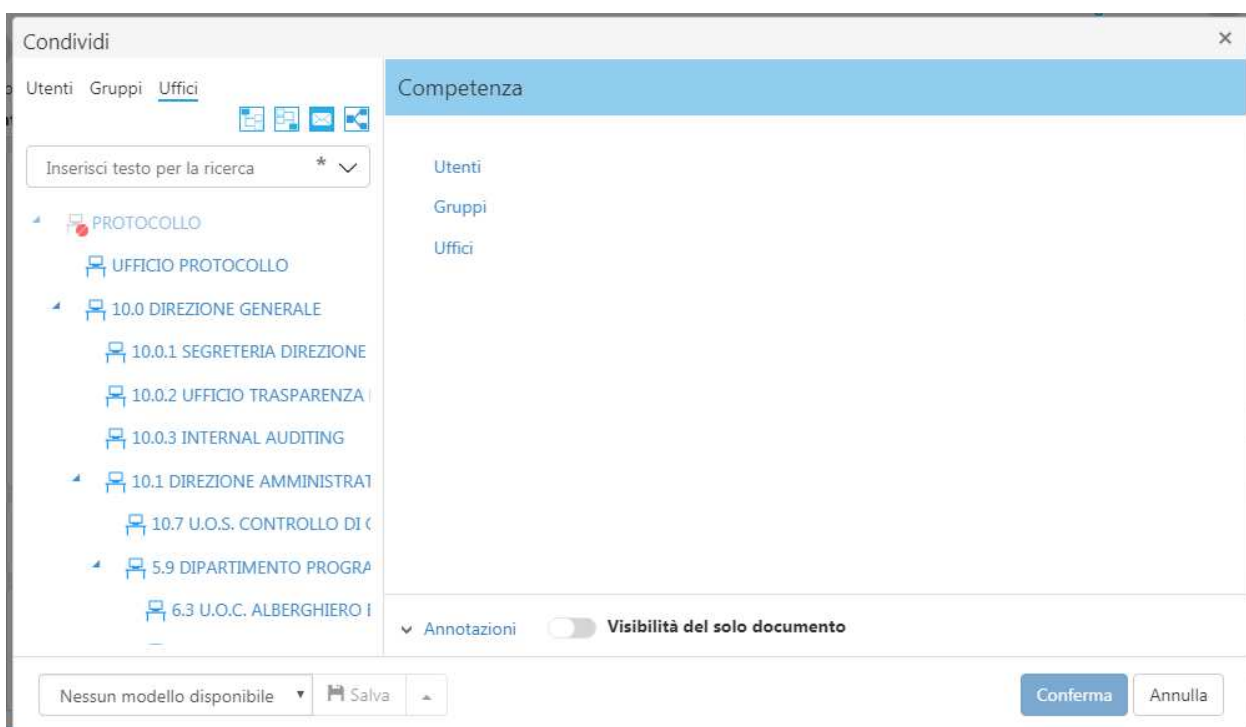 Condividi
×
Utenti Gruppi Uffici
Inserisci testo per la ricerca *
PROTOCOLLO
UFFICIO PROTOCOLLO
10.0 DIREZIONE GENERALE
10.0.1 SEGRETERIA DIREZIONE
10.0.2 UFFICIO TRASPARENZA
10.0.3 INTERNAL AUDITING
10.1 DIREZIONE AMMINISTRAT
10.7 U.O.S. CONTROLLO DI
5.9 DIPARTIMENTO PROGRA
6.3 U.O.C. ALBERGHIERO
Competenza
Utenti
Gruppi
Uffici
Annotazioni Visibilità del solo documento
Nessun modello disponibile Salva
Conferma Annulla